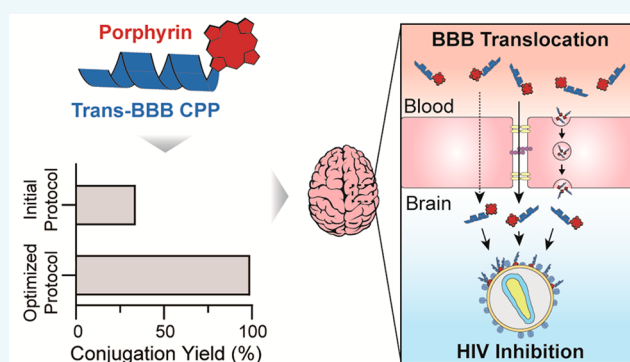 Porphyrin
Trans-BBB CPP
Initial
Protocol
Optimized
Protocol
0
50
100
Conjugation Yield (%)
BBB Translocation
Blood
Brain
HIV Inhibition